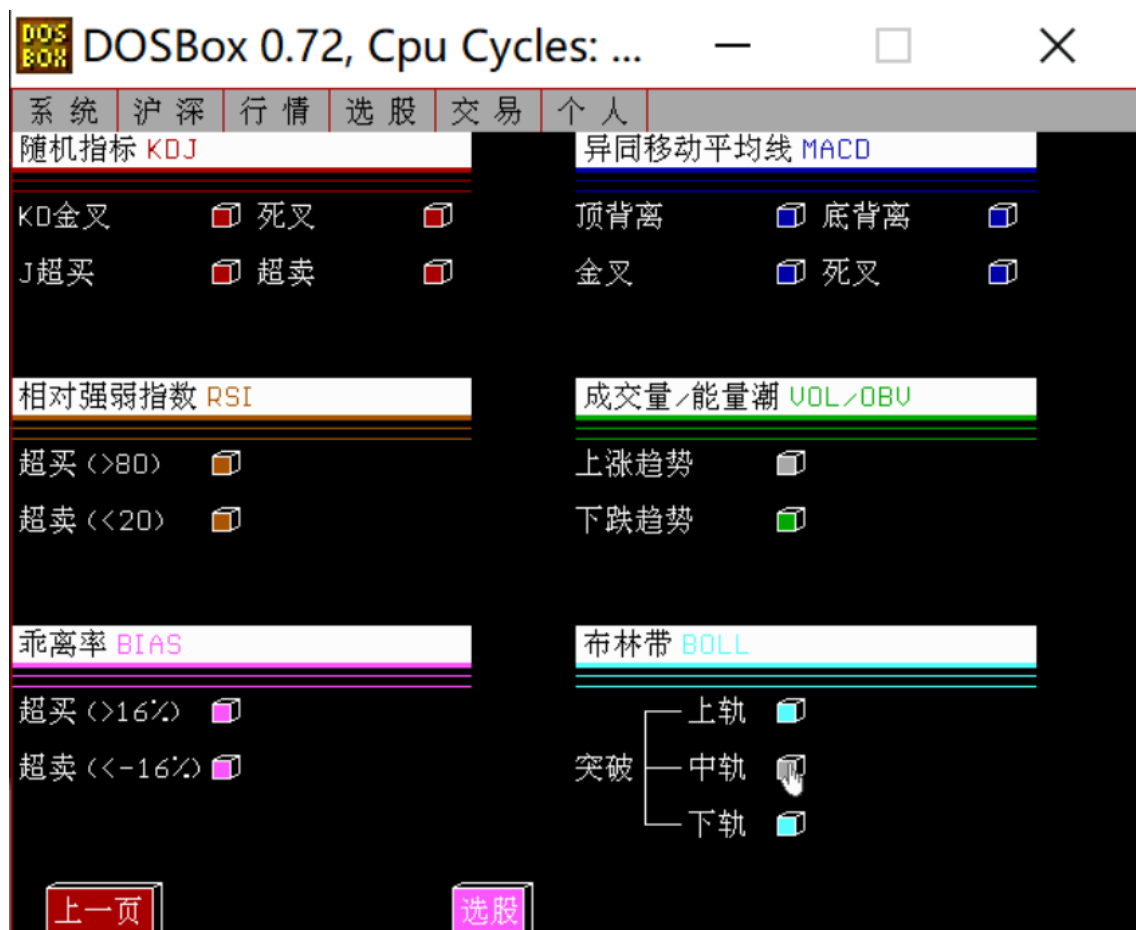 DOSBox 0.72, Cpu Cycles: ...
系统 沪深 行情 选股 交易 个人
随机指标 KDJ
KD金叉 死叉
J超买 超卖
异同移动平均线 MACD
顶背离 底背离
金叉 死叉
相对强弱指数 RSI
超买(>80)
超卖(<20)
成交量/能量潮 VOL/OBV
上涨趋势
下跌趋势
乖离率 BIAS
超买(>16%)
超卖(<-16%)
布林带 BOLL
突破
上轨
中轨
下轨
上一页
选股